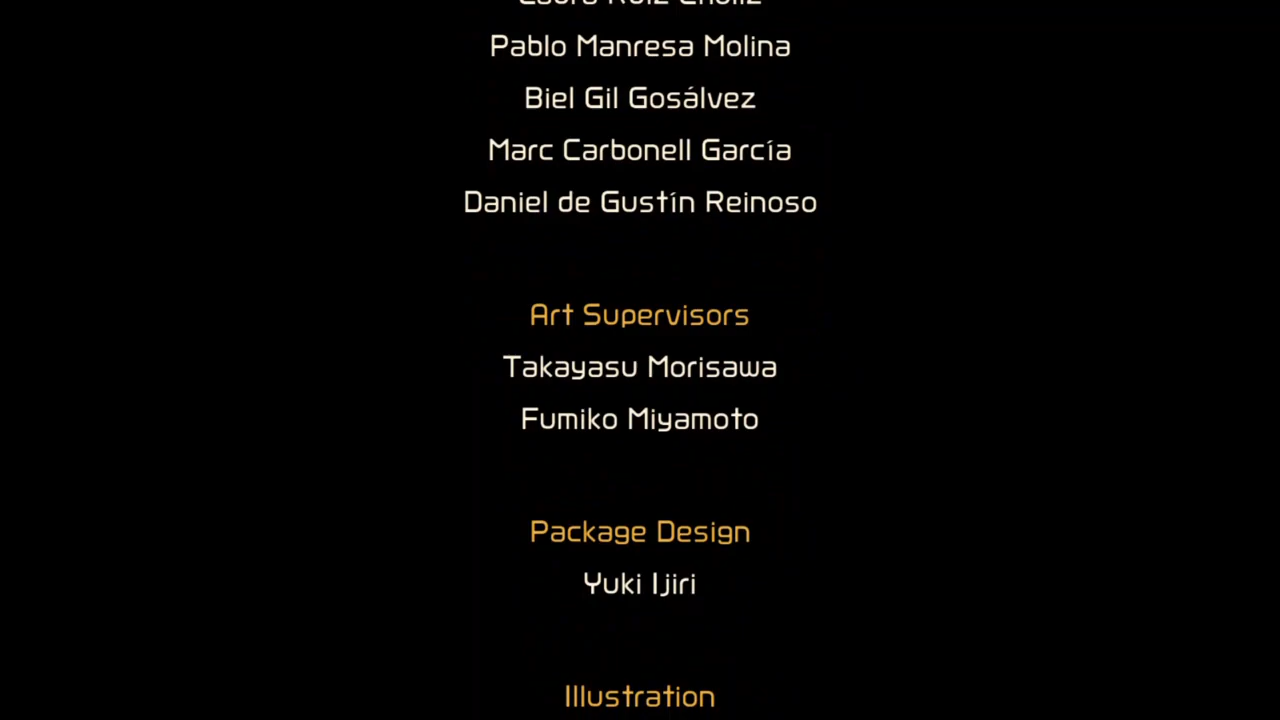 Pablo Manresa Molina
Biel Gil Gosálvez
Marc Carbonell García
Daniel de Gustín Reinoso
Art Supervisors
Takayasu Morisawa
Fumiko Miyamoto
Package Design
Yuki Ijiri
Illustration